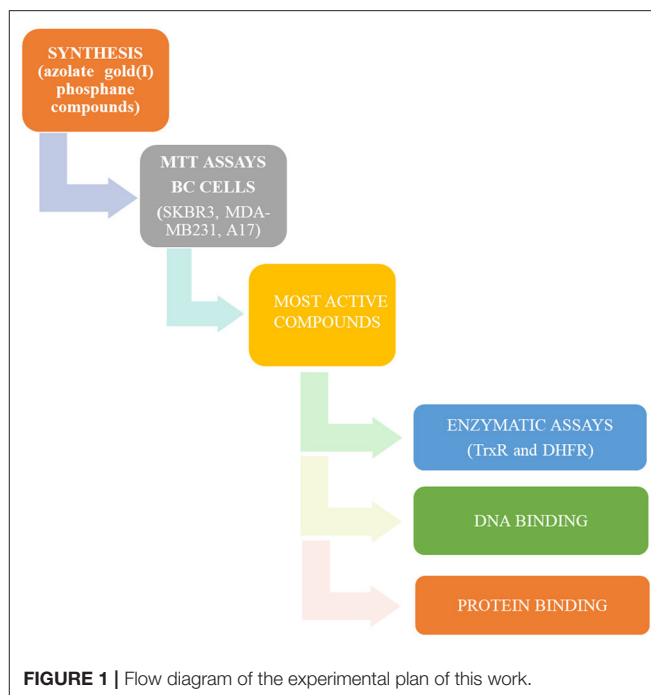 SYNTHESIS
(azolate gold(I)
phosphane
compounds)
MTT ASSAYS
BC CELLS
(SKBR3, MDA-
MB231, A17)
MOST ACTIVE
COMPOUNDS
ENZYMATIC ASSAYS
(TrxR and DHFR)
DNA BINDING
PROTEIN BINDING
FIGURE 1 | Flow diagram of the experimental plan of this work.